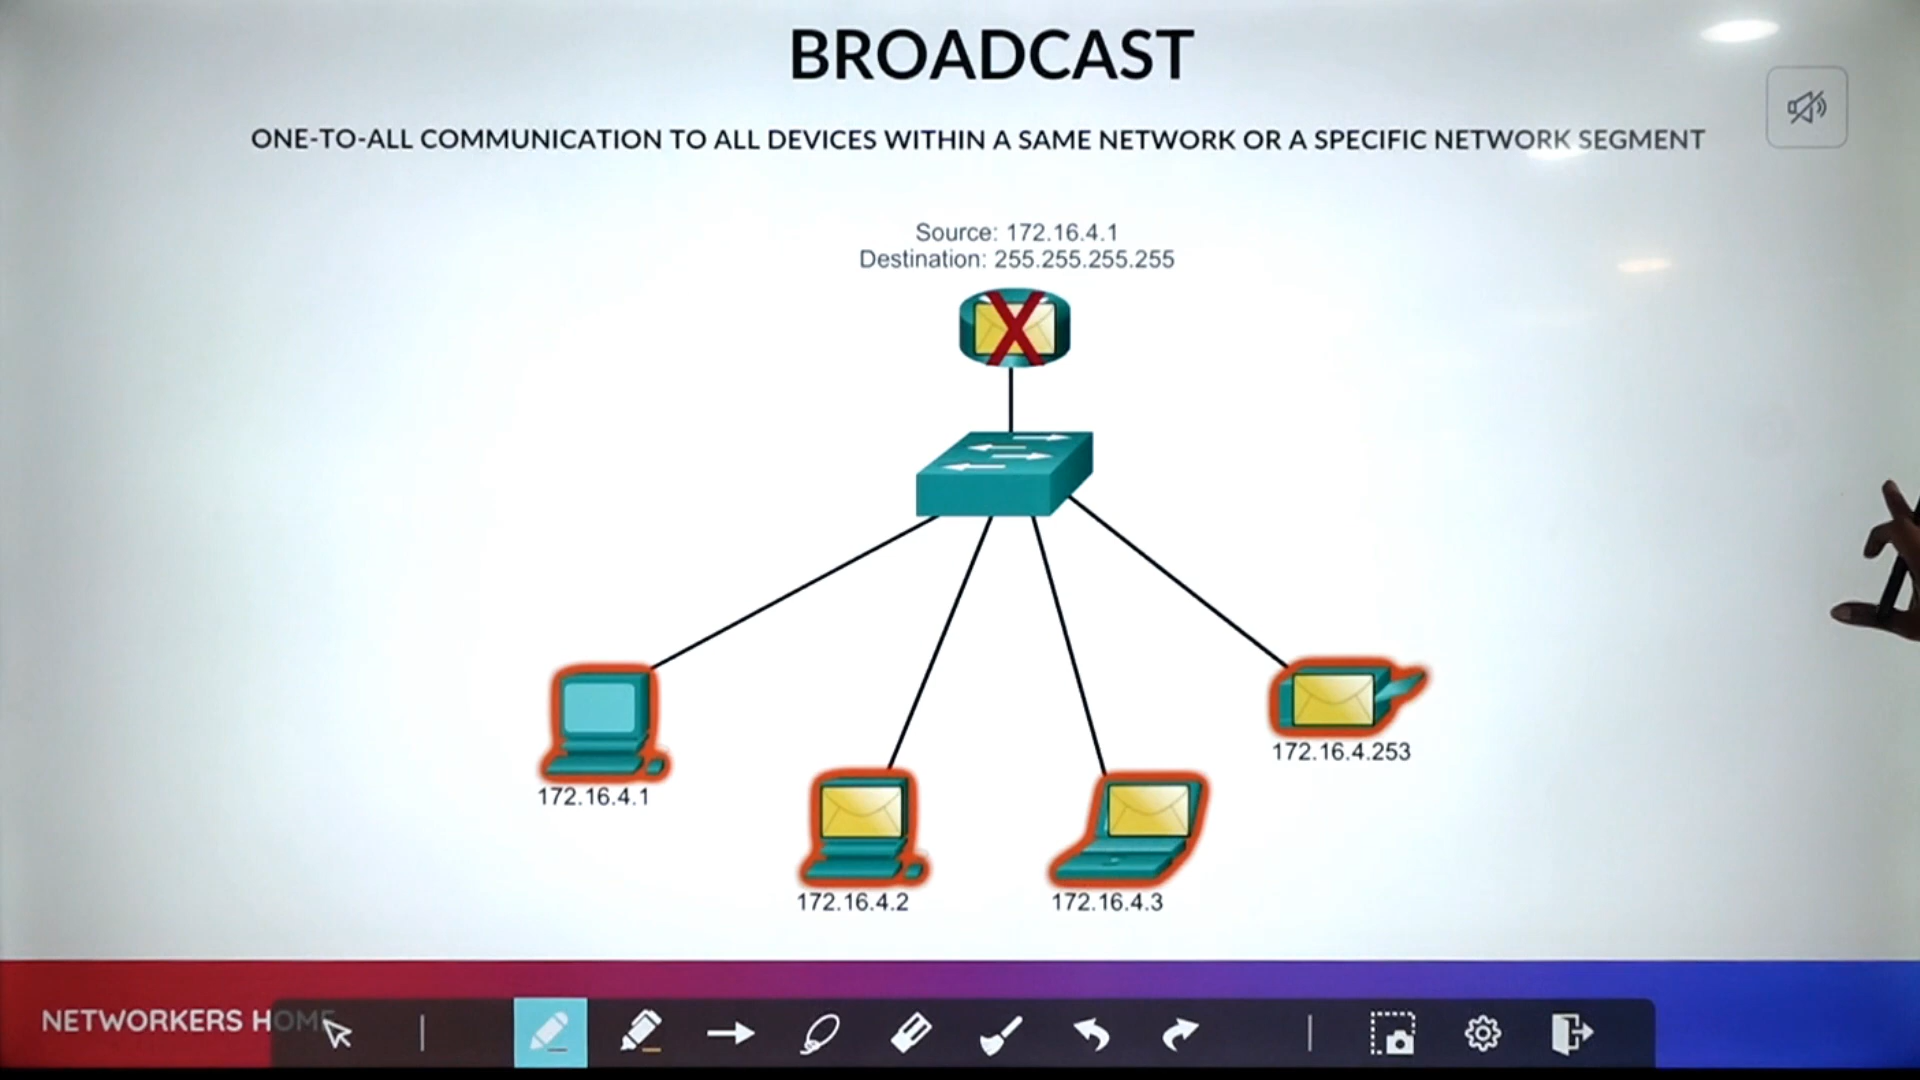 BROADCAST
ONE-TO-ALL COMMUNICATION TO ALL DEVICES WITHIN A SAME NETWORK OR A SPECIFIC NETWORK SEGMENT
Source: 172.16.4.1
Destination: 255.255.255.255
172.16.4.253
172.16.4.1
172.16.4.2
172.16.4.3
NETWORKERS HOME